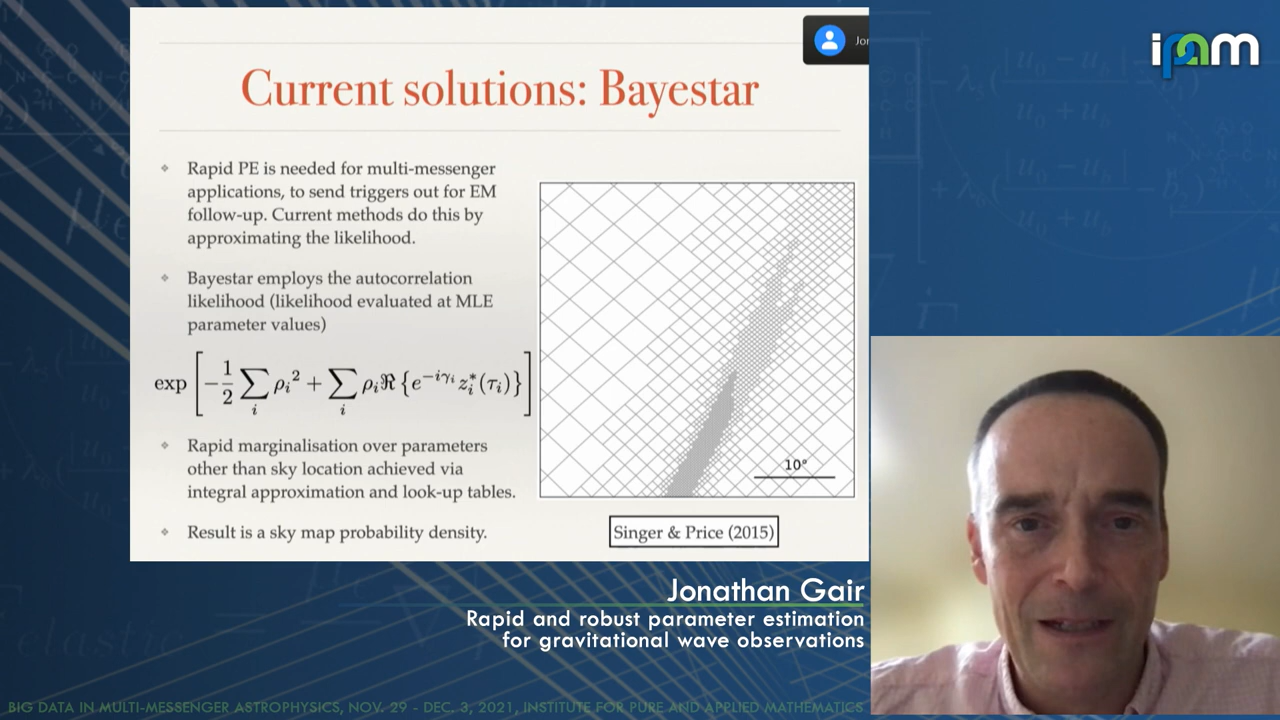 Jon
ipam
Current solutions: Bayestar
Rapid PE is needed for multi-messenger
applications, to send triggers out for EM
follow-up. Current methods do this by
approximating the likelihood.
Bayestar employs the autocorrelation
likelihood (likelihood evaluated at MLE
parameter values)
exp [ -1/2 ∑_i ρ_i² + ∑_i ρ_i ℜ { e^{-iγ_i} z_i^*(τ_i) } ]
Rapid marginalisation over parameters
other than sky location achieved via
integral approximation and look-up tables.
Result is a sky map probability density.
10°
Singer & Price (2015)
Jonathan Gair
Rapid and robust parameter estimation
for gravitational wave observations
BIG DATA IN MULTI-MESSENGER ASTROPHYSICS, NOV. 29 - DEC. 3, 2021, INSTITUTE FOR PURE AND APPLIED MATHEMATICS
elastic